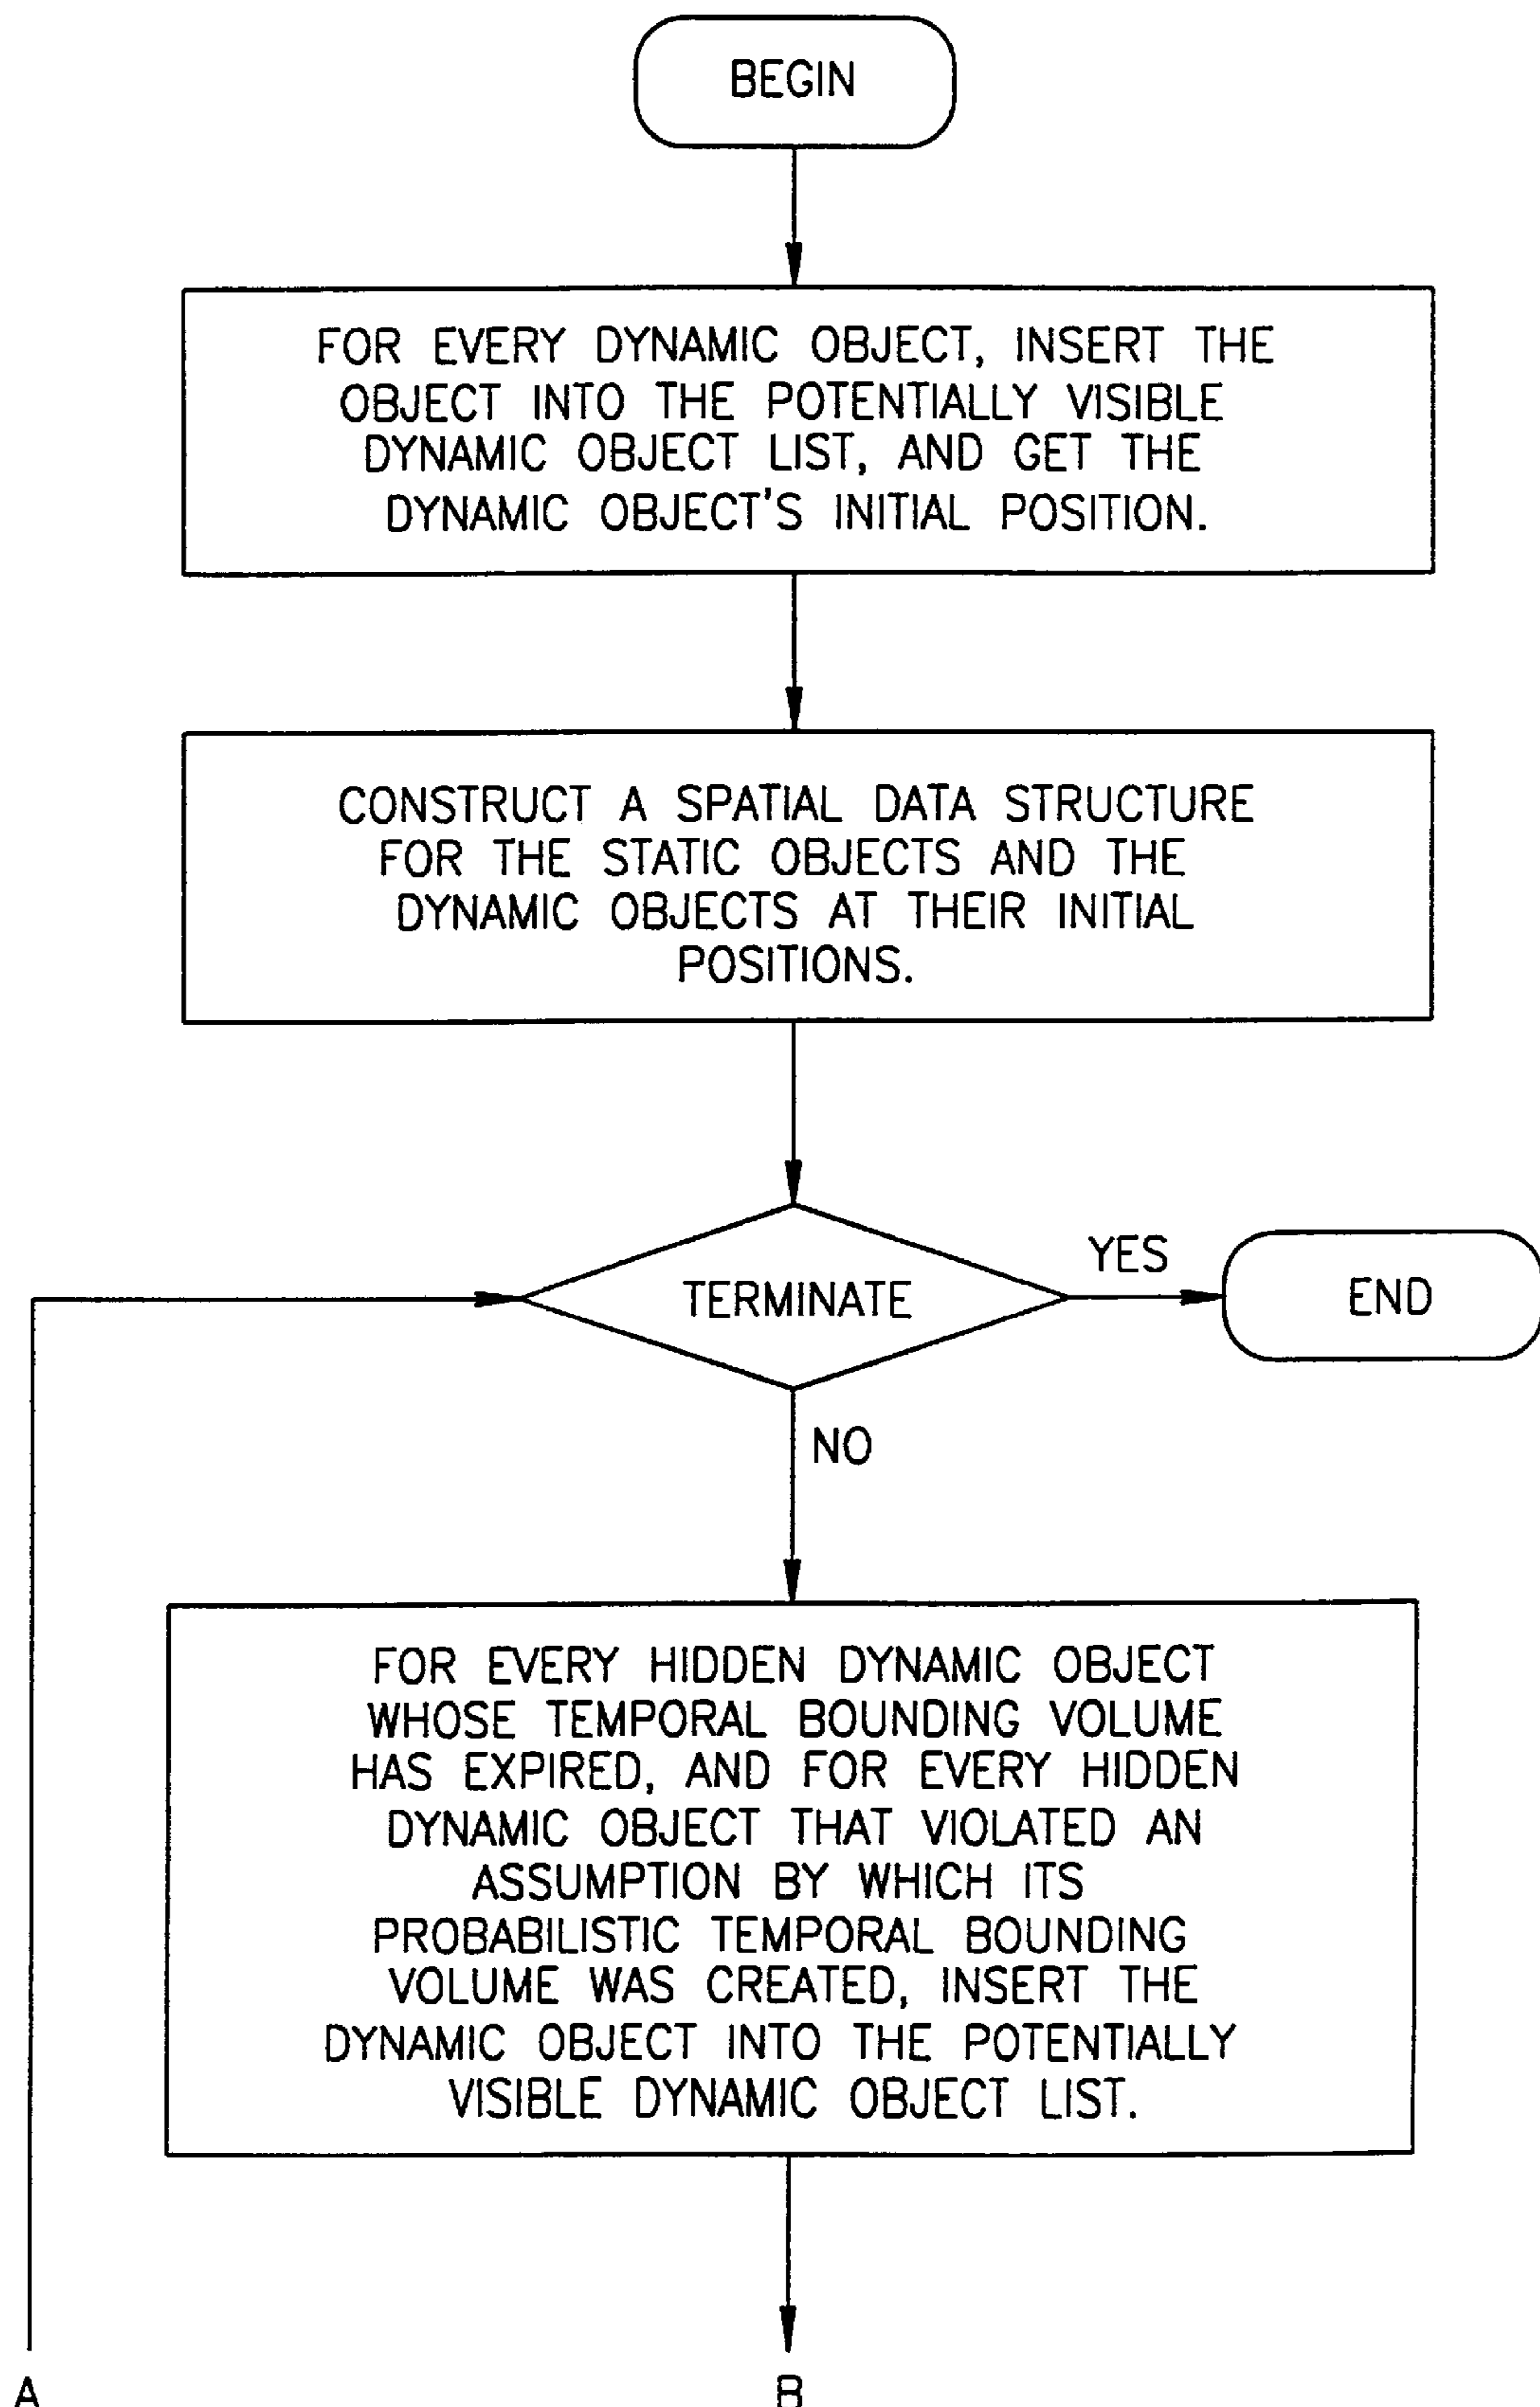 BEGIN
FOR EVERY DYNAMIC OBJECT, INSERT THE
OBJECT INTO THE POTENTIALLY VISIBLE
DYNAMIC OBJECT LIST, AND GET THE
DYNAMIC OBJECT'S INITIAL POSITION.
CONSTRUCT A SPATIAL DATA STRUCTURE
FOR THE STATIC OBJECTS AND THE
DYNAMIC OBJECTS AT THEIR INITIAL
POSITIONS.
TERMINATE
YES
END
NO
FOR EVERY HIDDEN DYNAMIC OBJECT
WHOSE TEMPORAL BOUNDING VOLUME
HAS EXPIRED, AND FOR EVERY HIDDEN
DYNAMIC OBJECT THAT VIOLATED AN
ASSUMPTION BY WHICH ITS
PROBABILISTIC TEMPORAL BOUNDING
VOLUME WAS CREATED, INSERT THE
DYNAMIC OBJECT INTO THE POTENTIALLY
VISIBLE DYNAMIC OBJECT LIST.
A
B